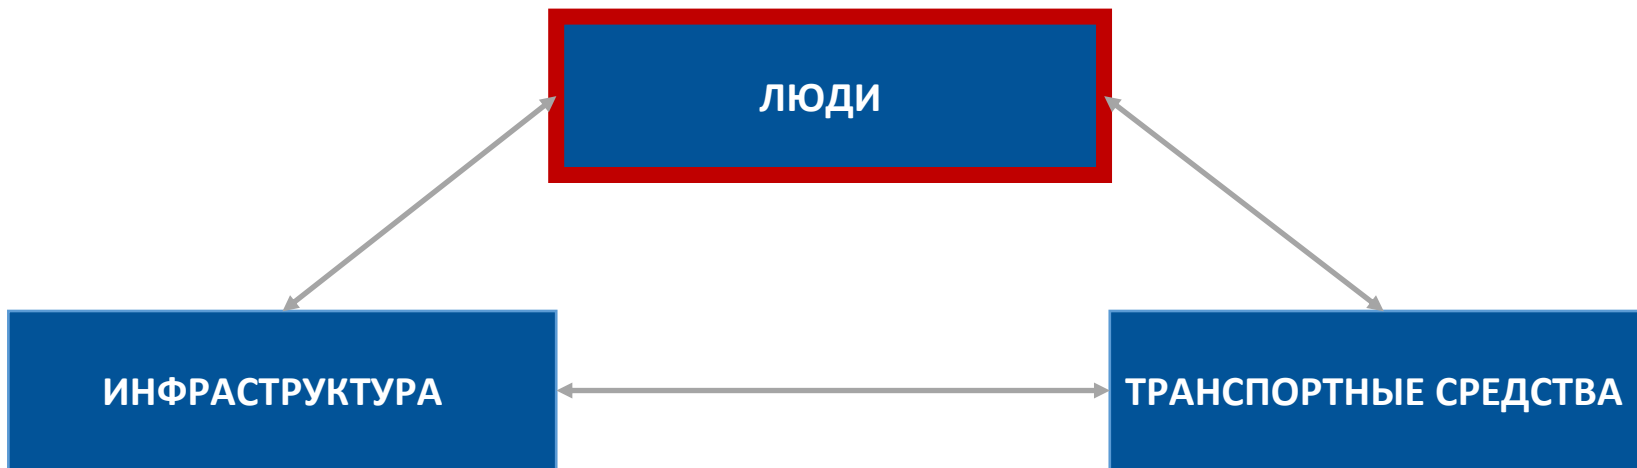 ЛЮДИ
ИНФРАСТРУКТУРА
ТРАНСПОРТНЫЕ СРЕДСТВА